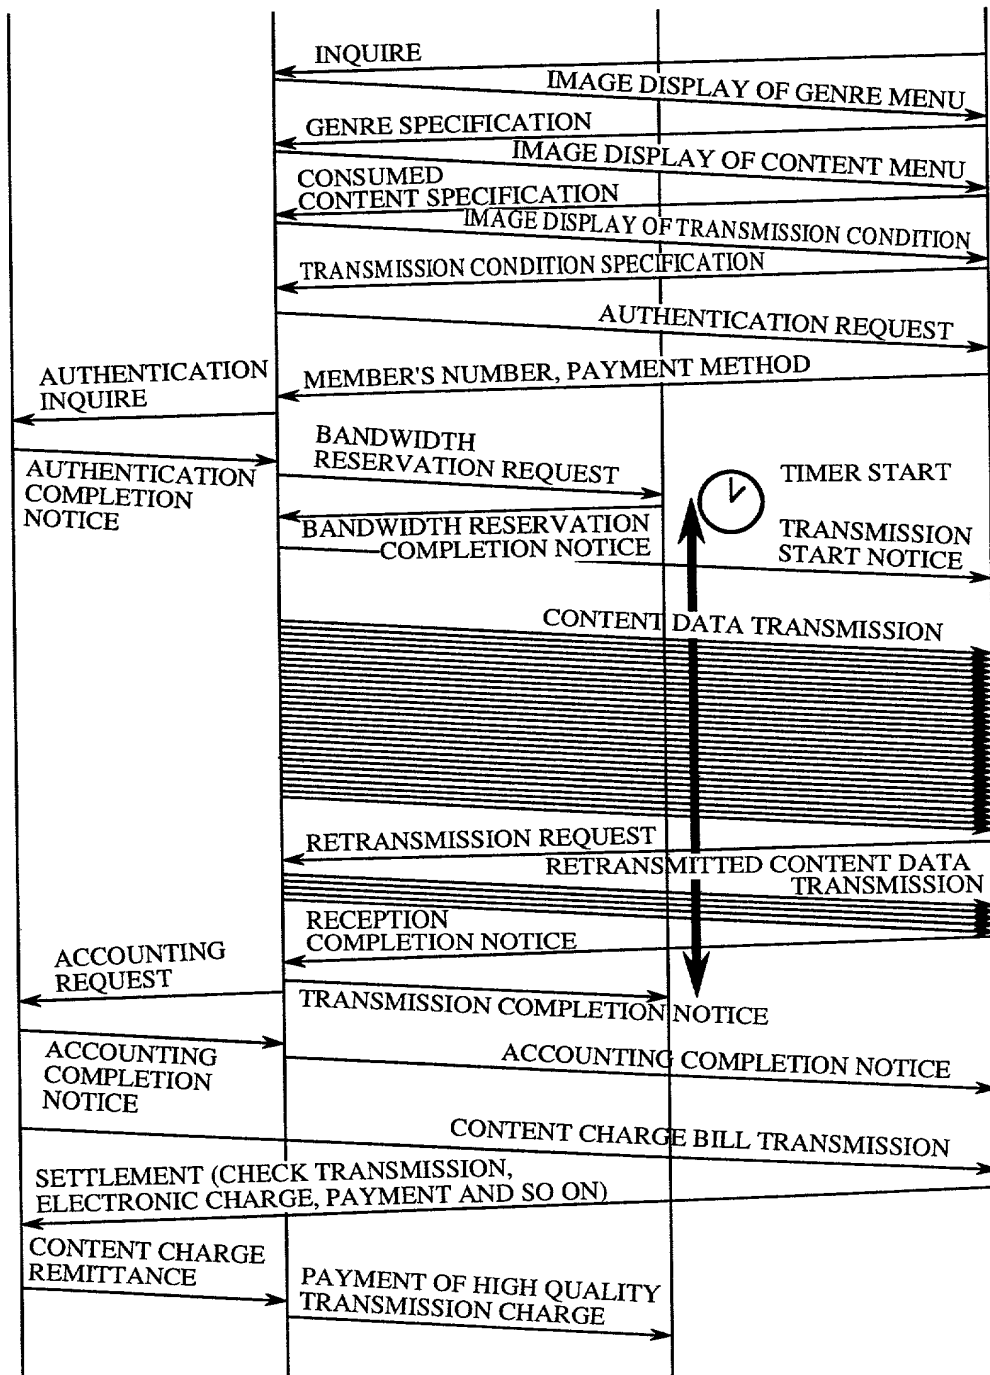 INQUIRE
IMAGE DISPLAY OF GENRE MENU
GENRE SPECIFICATION
IMAGE DISPLAY OF CONTENT MENU
CONSUMED
CONTENT SPECIFICATION
IMAGE DISPLAY OF TRANSMISSION CONDITION
TRANSMISSION CONDITION SPECIFICATION
AUTHENTICATION REQUEST
MEMBER'S NUMBER, PAYMENT METHOD
AUTHENTICATION
INQUIRE
BANDWIDTH
RESERVATION REQUEST
AUTHENTICATION
COMPLETION
NOTICE
TIMER START
BANDWIDTH RESERVATION
COMPLETION NOTICE
TRANSMISSION
START NOTICE
CONTENT DATA TRANSMISSION
RETRANSMISSION REQUEST
RETRANSMITTED CONTENT DATA
TRANSMISSION
RECEPTION
COMPLETION NOTICE
ACCOUNTING
REQUEST
TRANSMISSION COMPLETION NOTICE
ACCOUNTING
COMPLETION
NOTICE
ACCOUNTING COMPLETION NOTICE
CONTENT CHARGE BILL TRANSMISSION
SETTLEMENT (CHECK TRANSMISSION,
ELECTRONIC CHARGE, PAYMENT AND SO ON)
CONTENT CHARGE
REMITTANCE
PAYMENT OF HIGH QUALITY
TRANSMISSION CHARGE